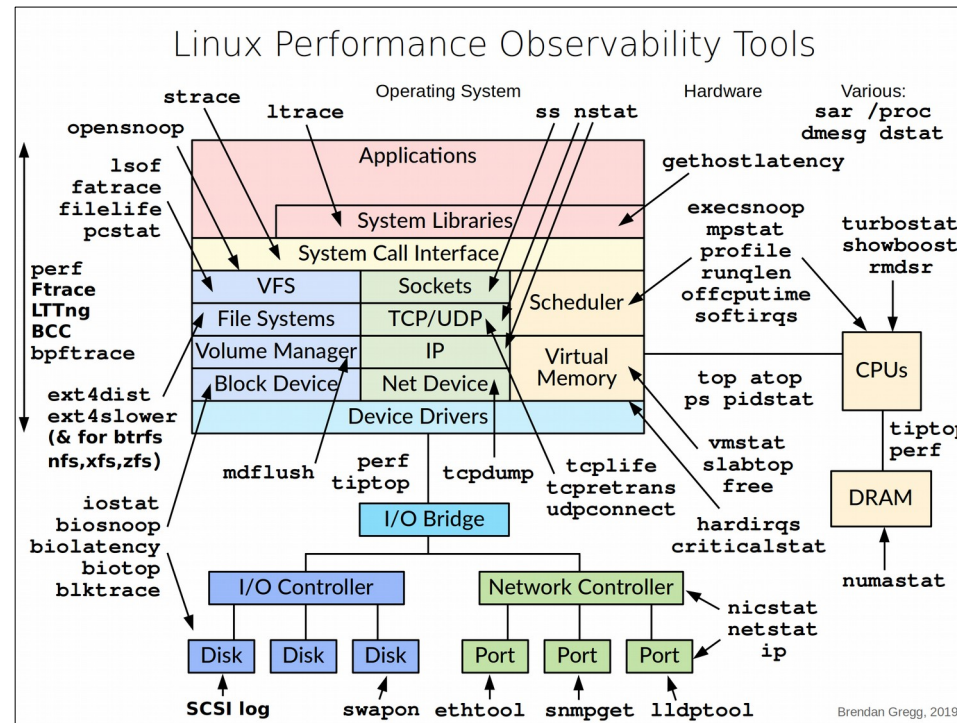 Linux Performance Observability Tools
Operating System
Hardware
Various:
sar /proc
dmesg dstat
strace
opensnoop
ltrace
ss nstat
gethostlatency
lsof
fatrace
filelife
pcstat
perf
Ftrace
LTTng
BCC
bpftrace
ext4dist
ext4slower
(& for btrfs
nfs,xfs,zfs)
iostat
biosnoop
biolatency
biotop
blktrace
Applications
System Libraries
System Call Interface
VFS
Sockets
Scheduler
File Systems
TCP/UDP
Volume Manager
IP
Virtual
Memory
Block Device
Net Device
Device Drivers
execsnoop
mpstat
profile
runqlen
offcputime
softirqs
turbostat
showboost
rmdsr
CPUs
top atop
ps pidstat
tiptop
perf
vmstat
slabtop
free
DRAM
hardirqs
criticalstat
numastat
mdflush
perf
tiptop
tcpdump
tcplife
tcpretrans
udpconnect
I/O Bridge
I/O Controller
Network Controller
nicstat
netstat
ip
Disk
Disk
Disk
Port
Port
Port
SCSI log
swapon
ethtool
snmpget
lldptool
Brendan Gregg, 2019